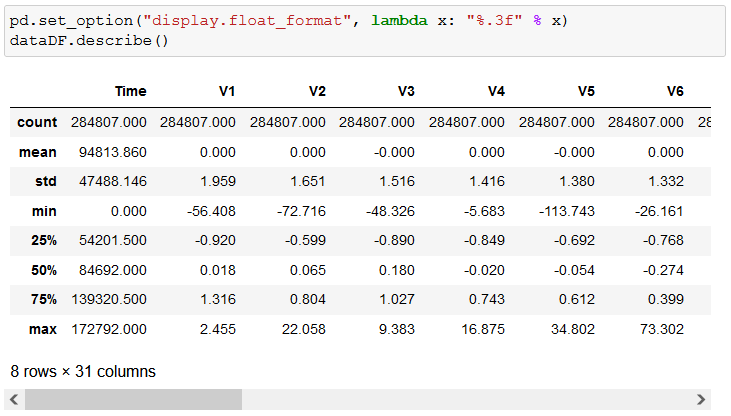 pd.set_option("display.float_format", lambda x: "%.3f" % x)
dataDF.describe()
Time V1 V2 V3 V4 V5 V6
count 284807.000 284807.000 284807.000 284807.000 284807.000 284807.000 284807.000 28
mean 94813.860 0.000 0.000 -0.000 0.000 -0.000 0.000
std 47488.146 1.959 1.651 1.516 1.416 1.380 1.332
min 0.000 -56.408 -72.716 -48.326 -5.683 -113.743 -26.161
25% 54201.500 -0.920 -0.599 -0.890 -0.849 -0.692 -0.768
50% 84692.000 0.018 0.065 0.180 -0.020 -0.054 -0.274
75% 139320.500 1.316 0.804 1.027 0.743 0.612 0.399
max 172792.000 2.455 22.058 9.383 16.875 34.802 73.302
8 rows × 31 columns